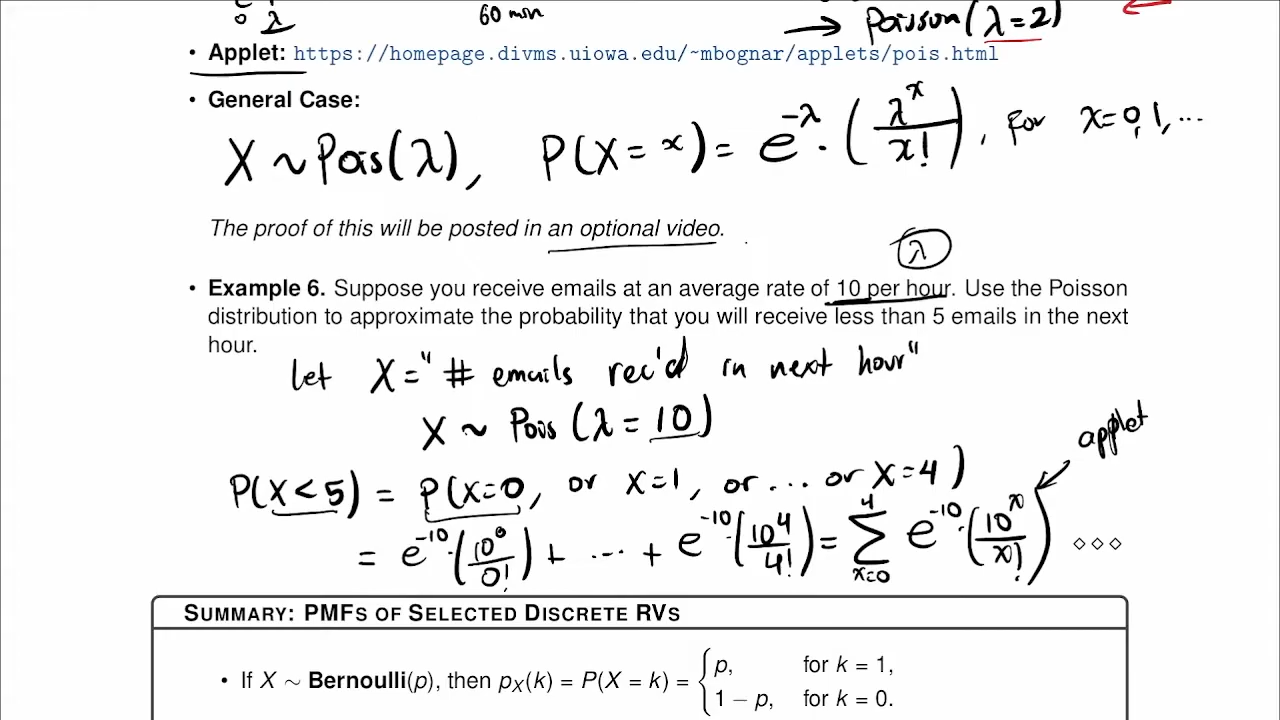 0 λ 60 min → Poisson(λ=2)
• Applet: https://homepage.divms.uiowa.edu/~mbognar/applets/pois.html
• General Case:
X ~ Pois(λ), P(X = x) = e^{-λ} · (λ^x / x!), for x=0,1,...
The proof of this will be posted in an optional video.
λ
• Example 6. Suppose you receive emails at an average rate of 10 per hour. Use the Poisson
distribution to approximate the probability that you will receive less than 5 emails in the next
hour.
Let X = "# emails rec'd in next hour"
X ~ Pois (λ = 10)
applet
P(X < 5) = P(X=0, or X=1, or ... or X=4)
= e^{-10} · (10^0 / 0!) + ... + e^{-10} · (10^4 / 4!) = ∑_{x=0}^{4} e^{-10} · (10^x / x!) ◇◇◇
SUMMARY: PMFS OF SELECTED DISCRETE RVS
• If X ∼ Bernoulli(p), then p_X(k) = P(X = k) = { p, for k = 1,
1 − p, for k = 0.